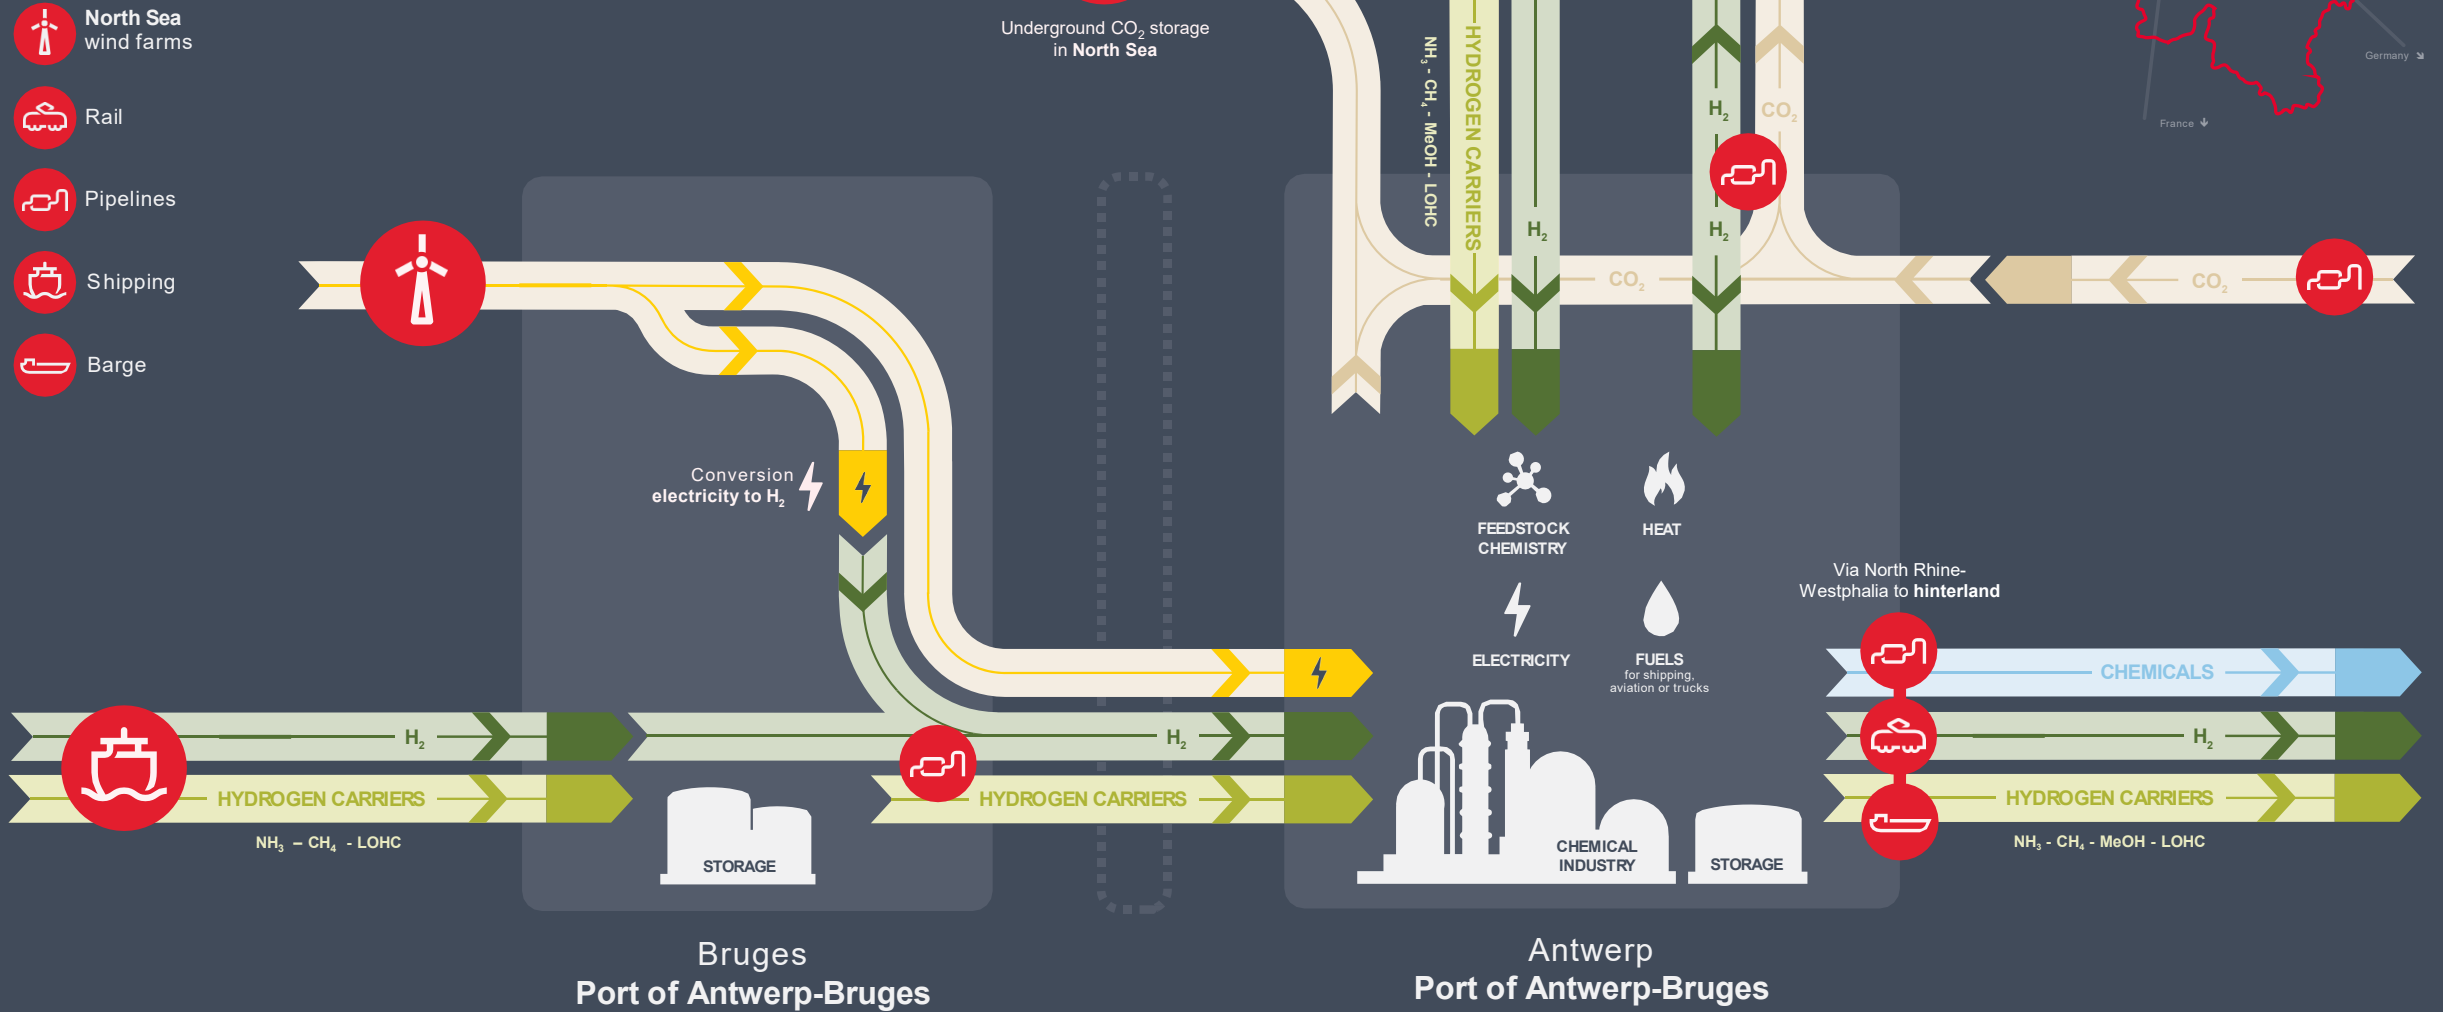 North Sea
wind farms
Rail
Pipelines
Shipping
Barge
Underground CO₂ storage
in North Sea
NH₃ - CH₄ - MeOH - LOHC
HYDROGEN CARRIERS
H₂
H₂
H₂
CO₂
CO₂
CO₂
Germany
France
Conversion
electricity to H₂
FEEDSTOCK
CHEMISTRY
HEAT
ELECTRICITY
FUELS
for shipping,
aviation or trucks
Via North Rhine-
Westphalia to hinterland
CHEMICALS
H₂
HYDROGEN CARRIERS
NH₃ - CH₄ - MeOH - LOHC
H₂
HYDROGEN CARRIERS
NH₃ – CH₄ - LOHC
H₂
HYDROGEN CARRIERS
STORAGE
CHEMICAL
INDUSTRY
STORAGE
Bruges
Port of Antwerp-Bruges
Antwerp
Port of Antwerp-Bruges